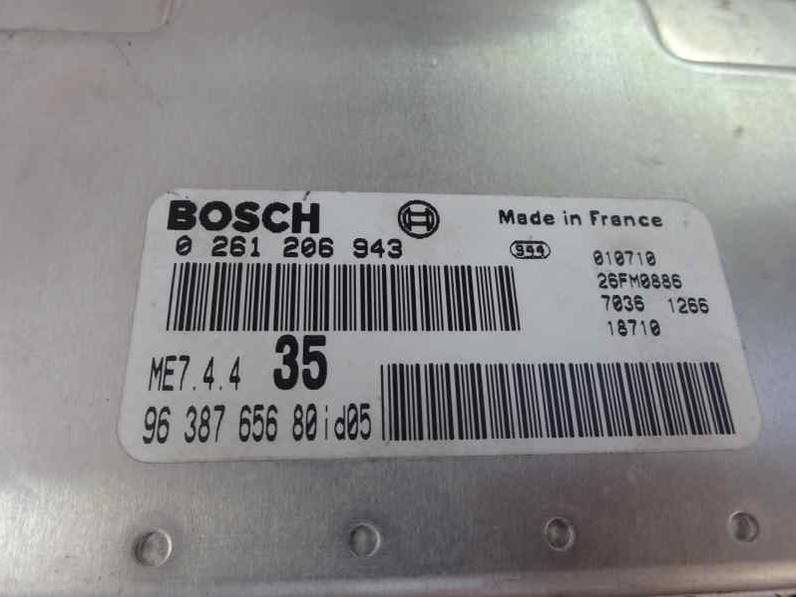 BOSCH Made in France
0 261 206 943 944 010710
26FM0886
7036 1266
18710
ME7.4.4 35
96 387 656 80id05